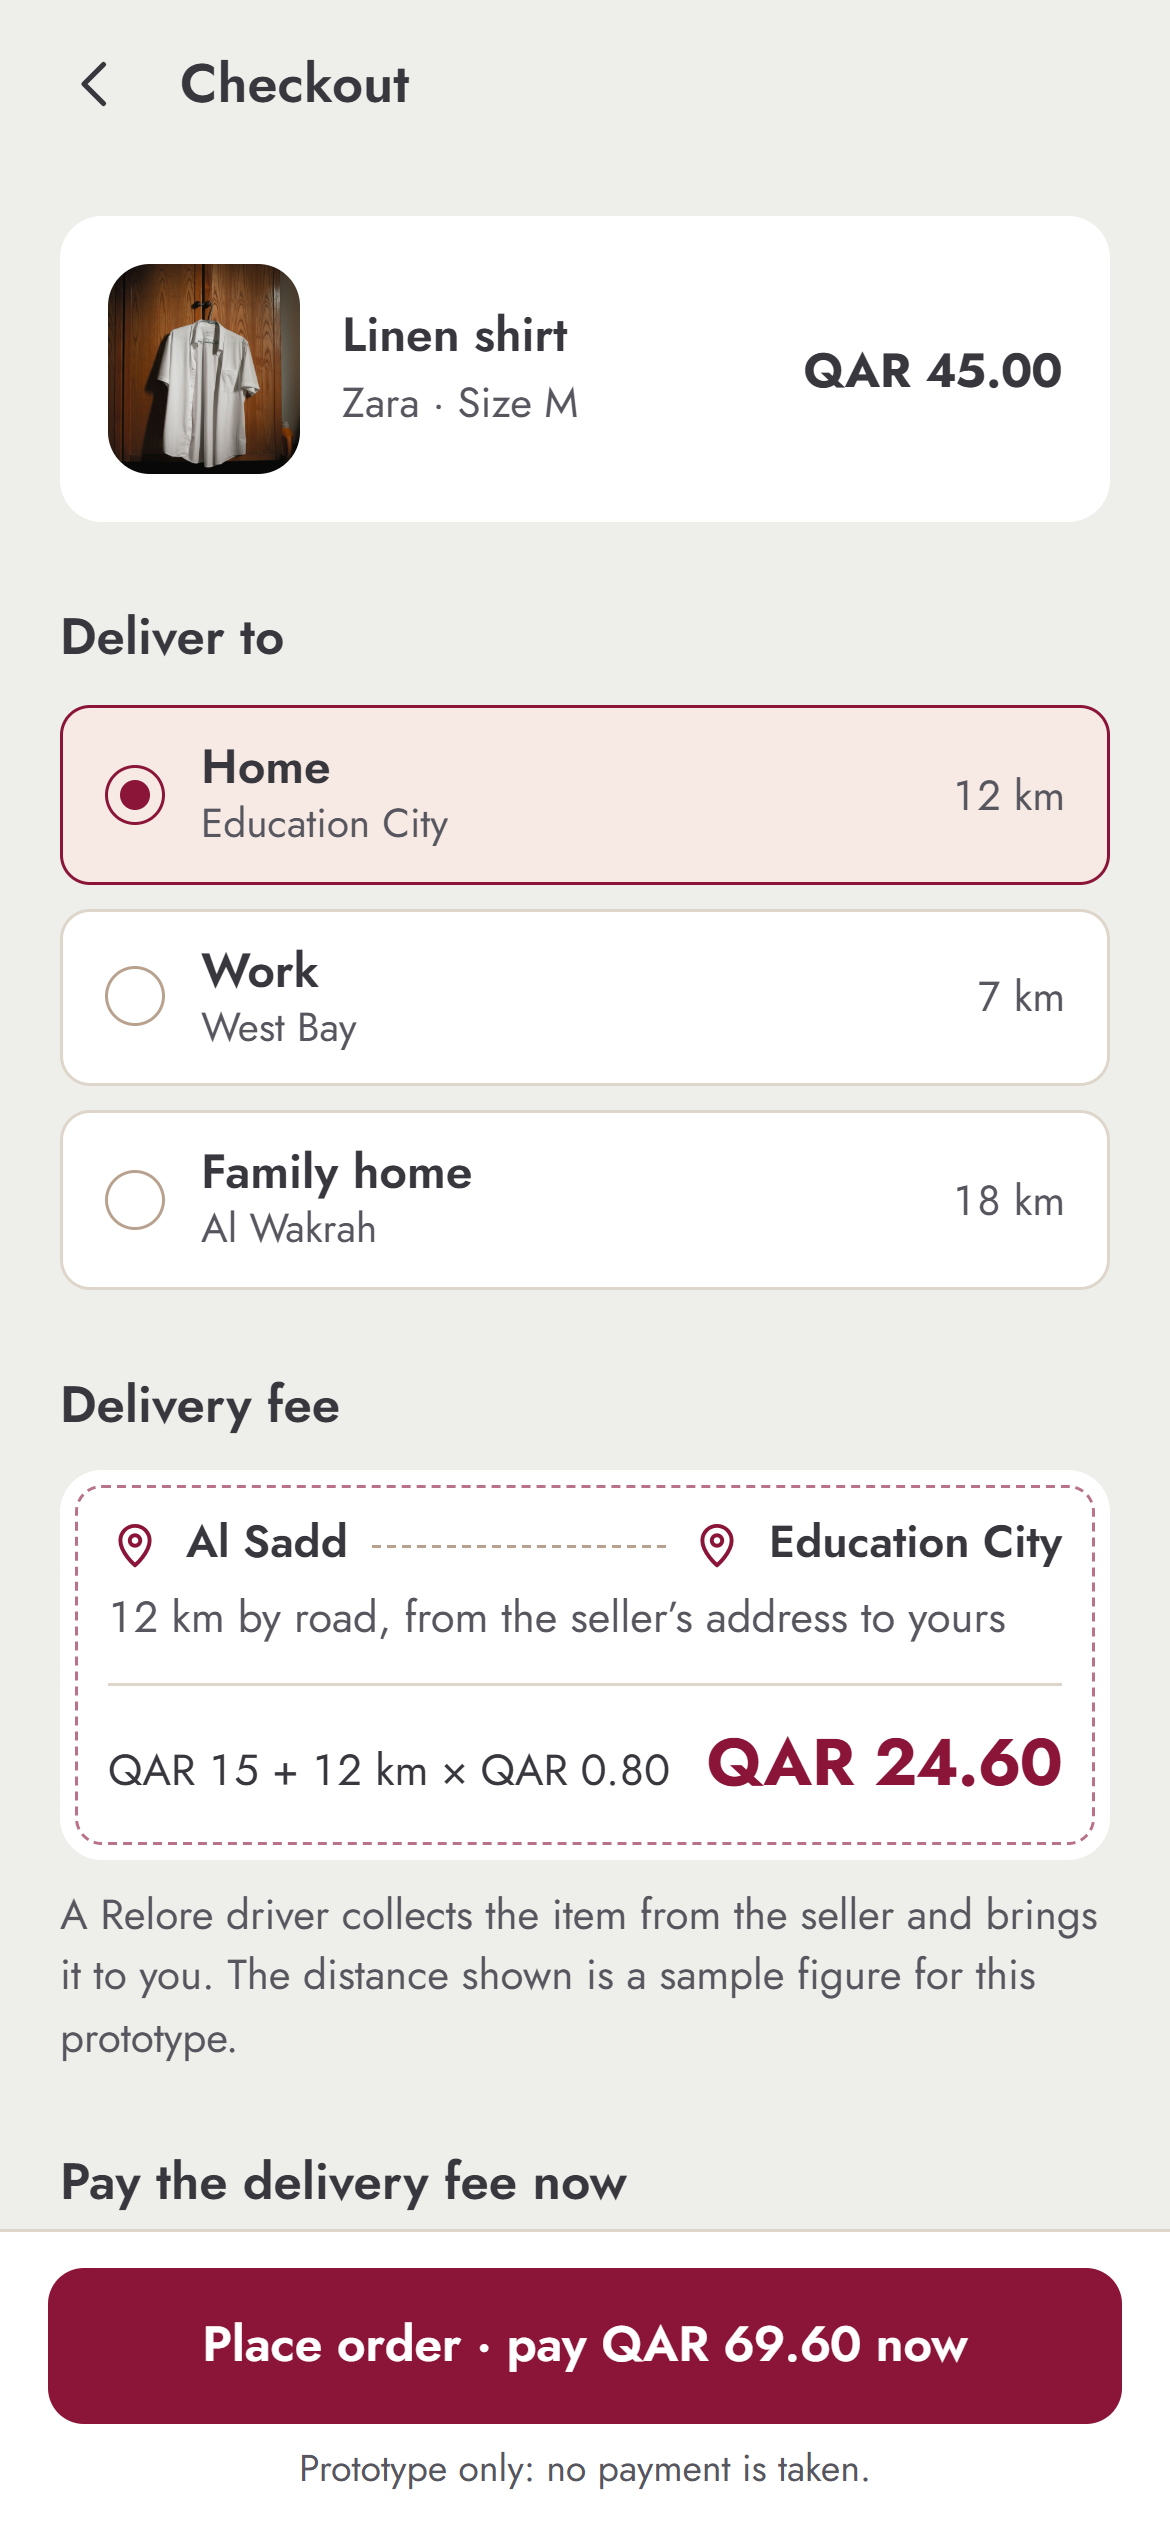 Checkout
Linen shirt
Zara · Size M
QAR 45.00
Deliver to
Home
Education City
12 km
Work
West Bay
7 km
Family home
Al Wakrah
18 km
Delivery fee
Al Sadd
Education City
12 km by road, from the seller’s address to yours
QAR 15 + 12 km × QAR 0.80
QAR 24.60
A Relore driver collects the item from the seller and brings
it to you. The distance shown is a sample figure for this
prototype.
Pay the delivery fee now
Place order · pay QAR 69.60 now
Prototype only: no payment is taken.